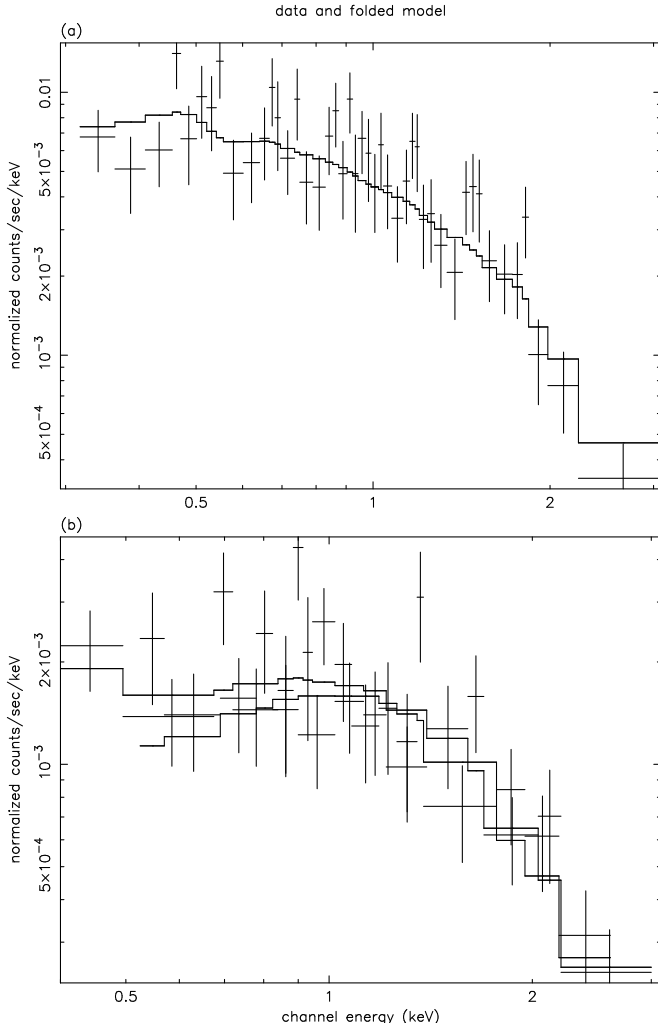 data and folded model
(a)
normalized counts/sec/keV
0.01
5×10⁻³
2×10⁻³
10⁻³
5×10⁻⁴
0.5 1 2
(b)
normalized counts/sec/keV
2×10⁻³
10⁻³
5×10⁻⁴
0.5 1 2
channel energy (keV)